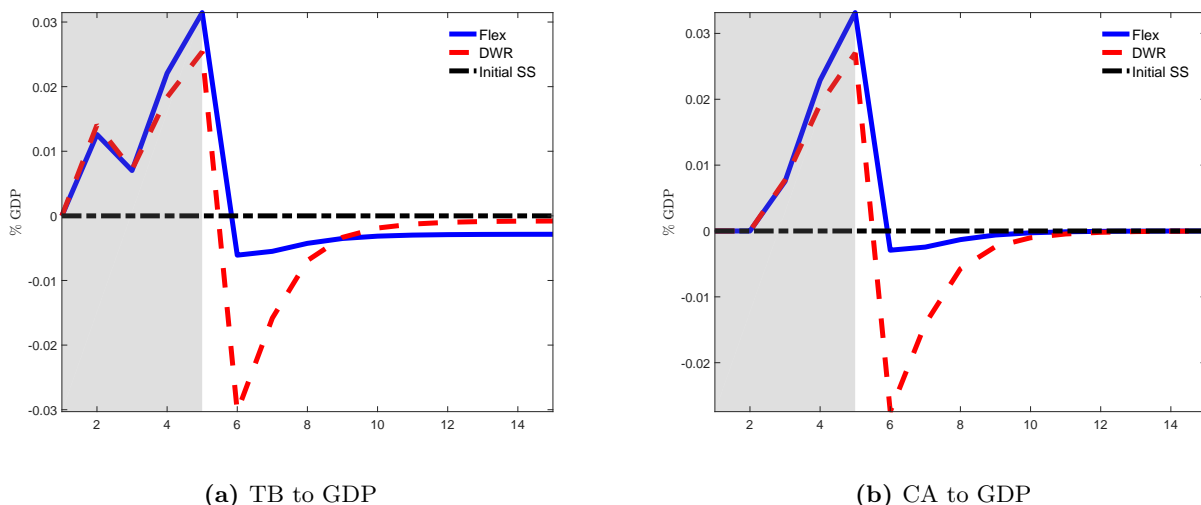 0.03
0.02
0.01
0
-0.01
-0.02
-0.03
% GDP
2 4 6 8 10 12 14
Flex
DWR
Initial SS
(a) TB to GDP
0.03
0.02
0.01
0
-0.01
-0.02
% GDP
2 4 6 8 10 12 14
Flex
DWR
Initial SS
(b) CA to GDP